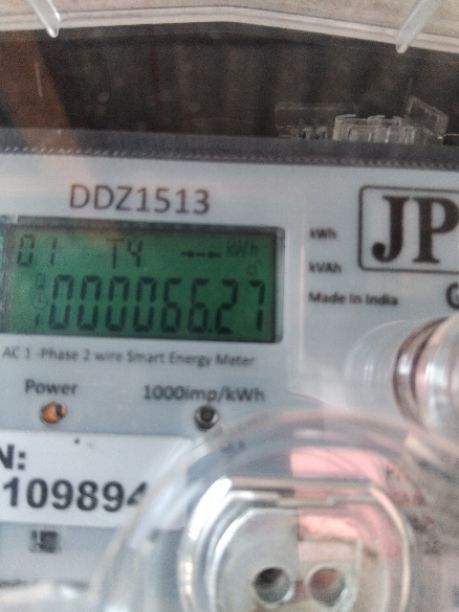 DDZ1513
JP
01 T4 kWh
00006627
kWh
kVAh
Made In India
AC 1 -Phase 2 wire Smart Energy Meter
Power
1000imp/kWh
N:
109894